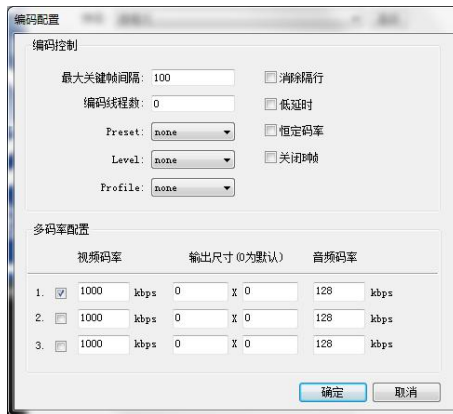 编码配置
编码控制
最大关键帧间隔: 100
消除隔行
编码线程数: 0
低延时
Preset: none
恒定码率
Level: none
关闭B帧
Profile: none
多码率配置
视频码率 输出尺寸(0为默认) 音频码率
1. 1000 kbps 0 X 0 128 kbps
2. 1000 kbps 0 X 0 128 kbps
3. 1000 kbps 0 X 0 128 kbps
确定 取消